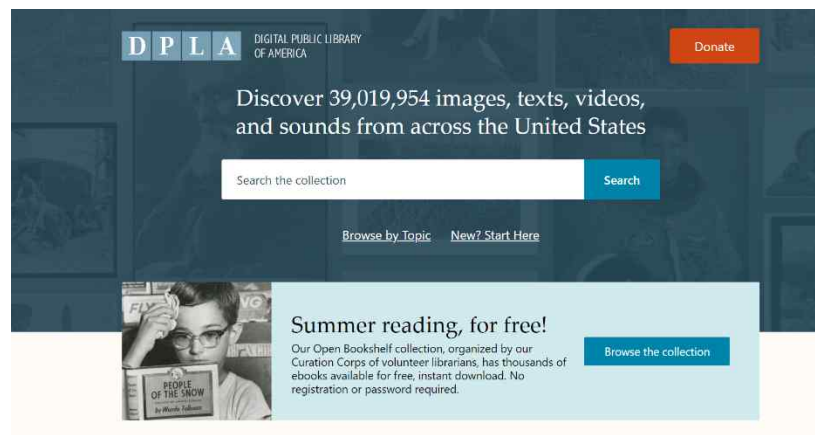 D P L A
DIGITAL PUBLIC LIBRARY
OF AMERICA
Donate
Discover 39,019,954 images, texts, videos,
and sounds from across the United States
Search the collection
Search
Browse by Topic
New? Start Here
FLY
NG
PEOPLE
OF THE SNOW
Summer reading, for free!
Our Open Bookshelf collection, organized by our
Curation Corps of volunteer librarians, has thousands of
ebooks available for free, instant download. No
registration or password required.
Browse the collection